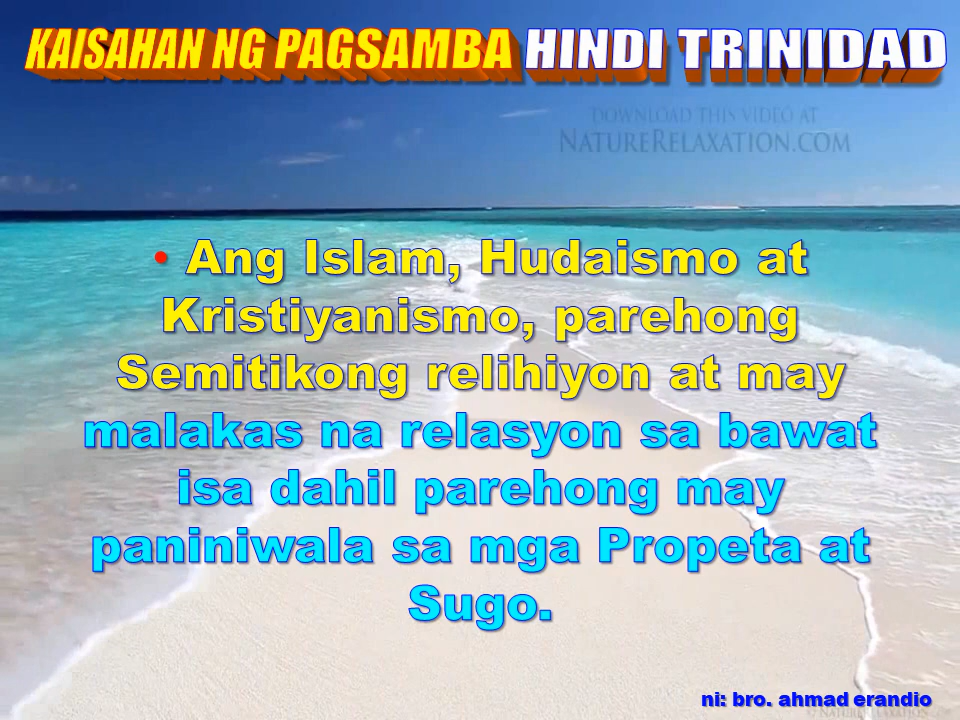 KAISAHAN NG PAGSAMBA HINDI TRINIDAD
DOWNLOAD THIS VIDEO AT
NATURERELAXATION.COM
• Ang Islam, Hudaismo at
Kristiyanismo, parehong
Semitikong relihiyon at may
malakas na relasyon sa bawat
isa dahil parehong may
paniniwala sa mga Propeta at
Sugo.
ni: bro. ahmad erandio
© NATURERELAXATION.COM